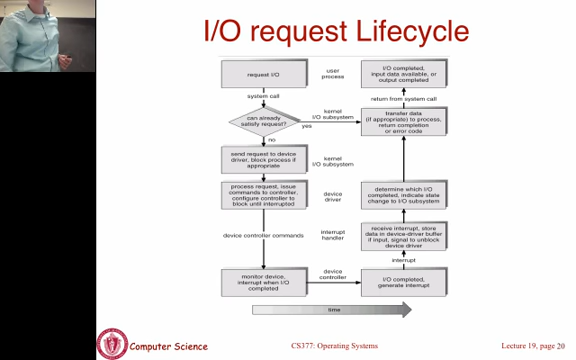 I/O request Lifecycle
request I/O
user
process
I/O completed,
input data available, or
output completed
system call
return from system call
can already
satisfy request?
kernel
I/O subsystem
transfer data
(if appropriate) to process,
return completion
or error code
yes
no
send request to device
driver, block process if
appropriate
kernel
I/O subsystem
process request, issue
commands to controller,
configure controller to
block until interrupted
device
driver
determine which I/O
completed, indicate state
change to I/O subsystem
device controller commands
interrupt
handler
receive interrupt, store
data in device-driver buffer
if input, signal to unblock
device driver
interrupt
monitor device,
interrupt when I/O
completed
device
controller
I/O completed,
generate interrupt
time
Computer Science
CS377: Operating Systems
Lecture 19, page 20